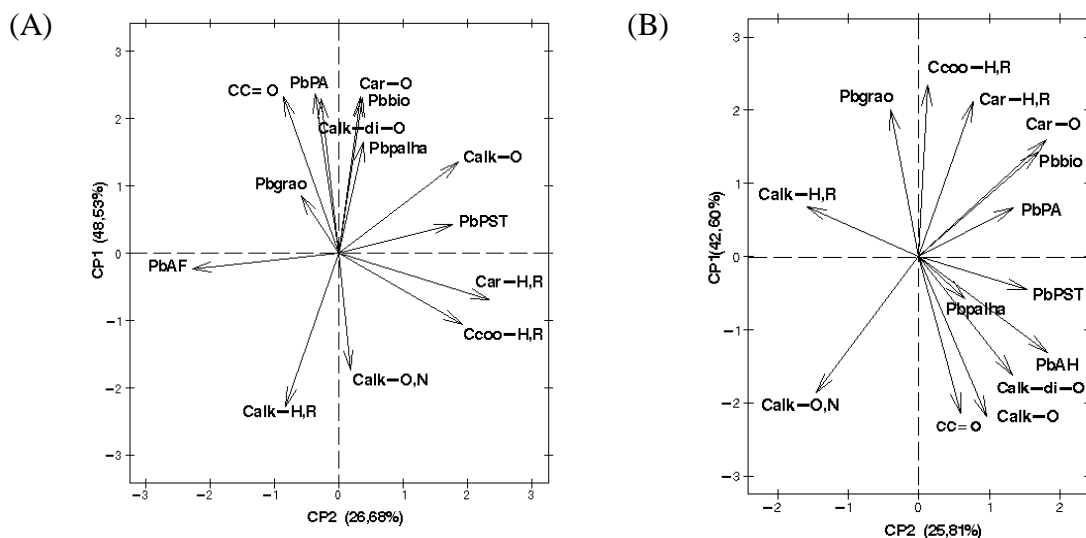 (A)
3
PbPA
Car-O
CC= O
Pbbio
2
Calk-di-O
Pbpalha
Calk-O
1
Pbgrao
PbPST
0
PbAF
Car-H,R
-1
Ccoo-H,R
Calk-O,N
-2
Calk-H,R
-3
-3 -2 -1 0 1 2 3
CP1 (48,53%)
CP2 (26,68%)
(B)
3
Ccoo-H,R
Pbgrao
Car-H,R
2
Car-O
Pbbio
1
Calk-H,R
PbPA
0
PbPST
Pbpalha
-1
PbAH
Calk-di-O
-2
Calk-O,N
Calk-O
CC= O
-3
-2 -1 0 1 2
CP1(42,60%)
CP2 (25,81%)